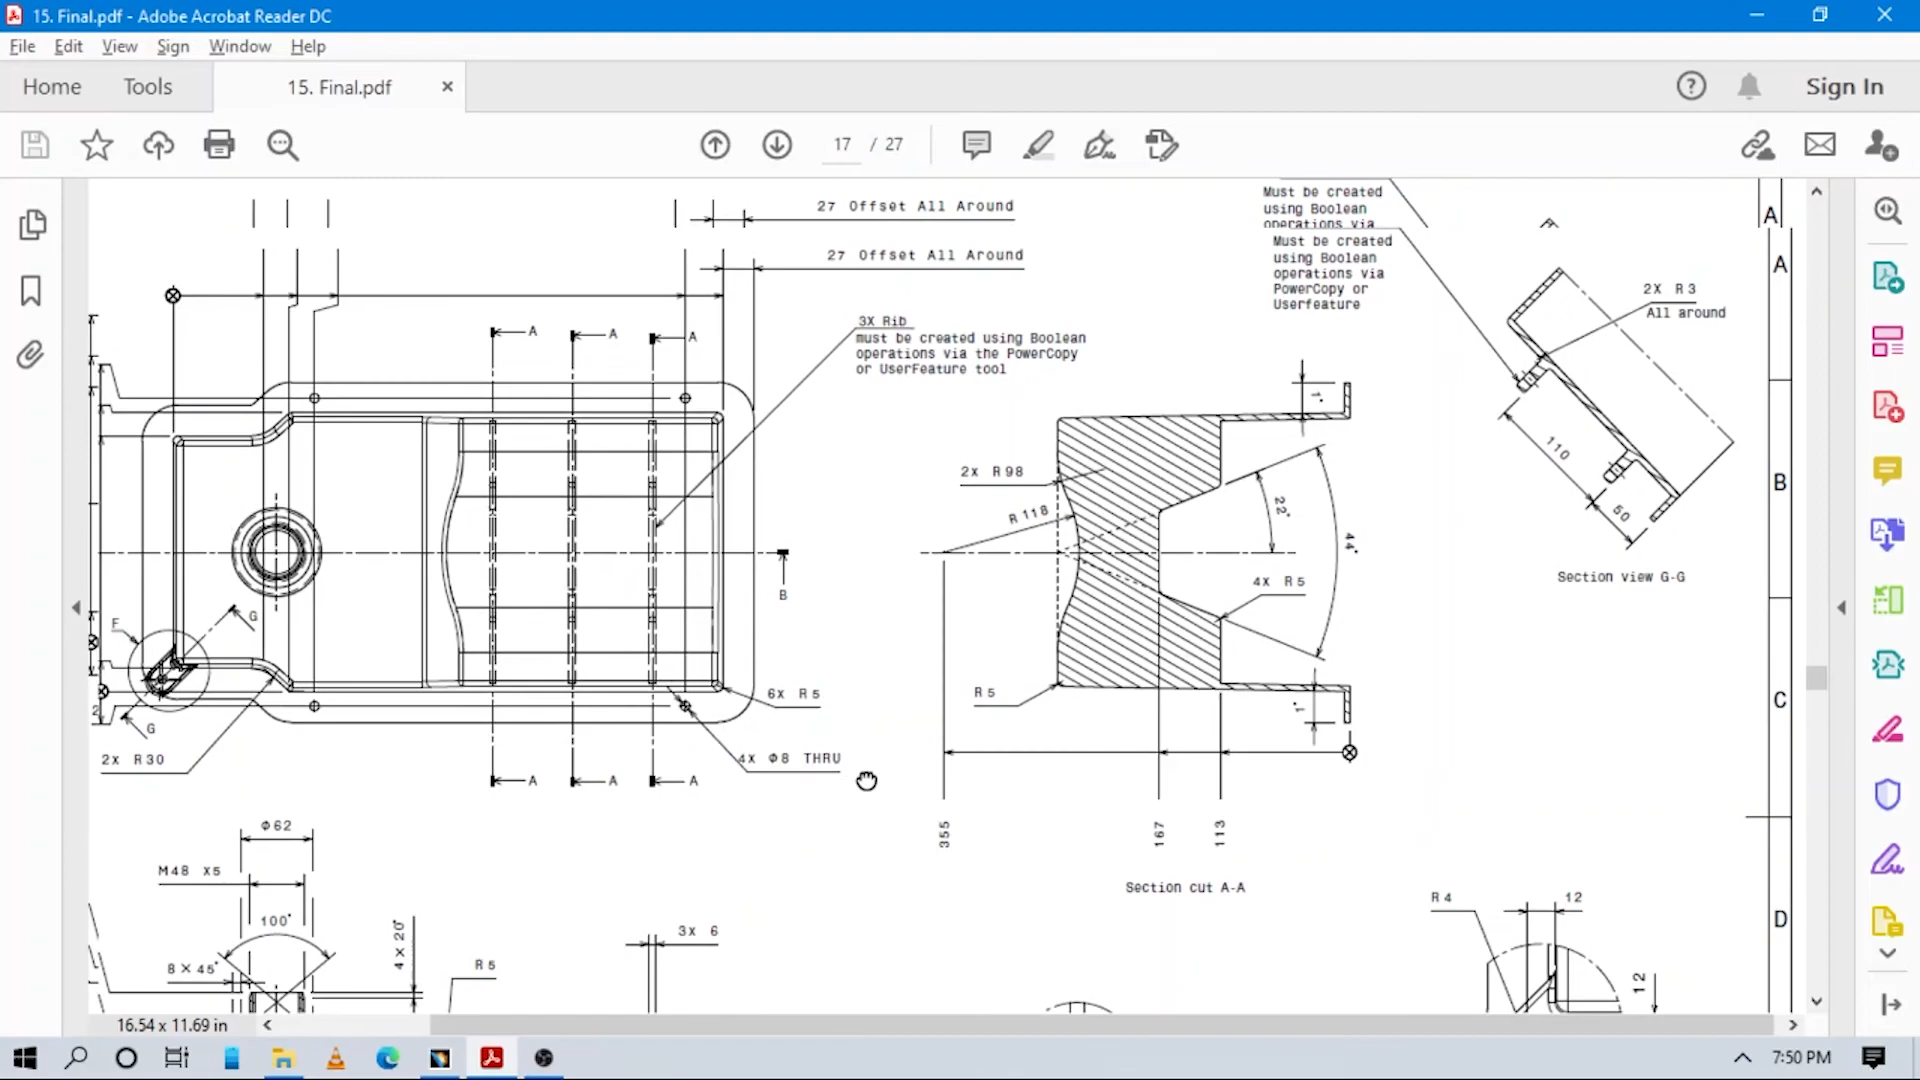 15. Final.pdf - Adobe Acrobat Reader DC
File Edit View Sign Window Help
Home Tools 15. Final.pdf × Sign In
17 / 27
27 Offset All Around
Must be created
using Boolean
operations via
A
27 Offset All Around
Must be created
using Boolean
operations via
PowerCopy or
Userfeature
A
2X R3
All around
3X Rib
must be created using Boolean
operations via the PowerCopy
or UserFeature tool
A A A
1°
2x R98
R118
22°
44°
110
50
B
Section view G-G
4X R5
B
F
G
G
2
R5
6x R5
1°
C
2x R30
4X Φ8 THRU
A A A
355
167
113
Section cut A-A
Φ62
M48 X5
100°
8 X 45°
4 X 20°
R5
3X 6
R4
12
12
D
16.54 x 11.69 in
7:50 PM